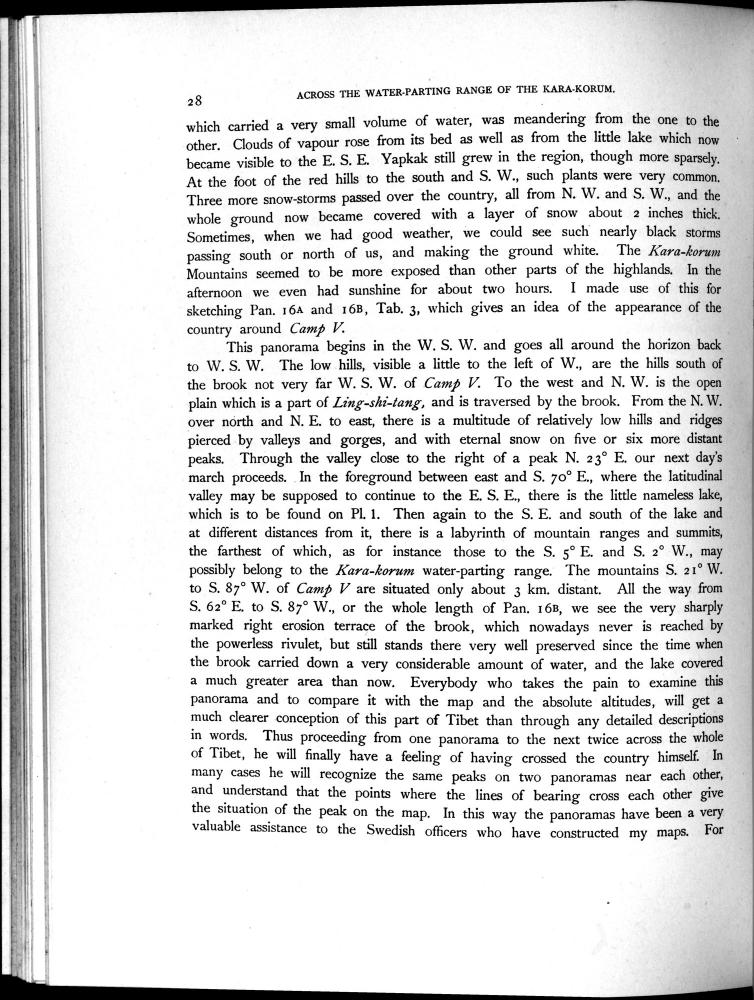 28
ACROSS THE WATER-PARTING RANGE OF THE KARA-KORUM.
which carried a very small volume of water, was meandering from the one to the
other. Clouds of vapour rose from its bed as well as from the little lake which now
became visible to the E. S. E. Yapkak still grew in the region, though more sparsely.
At the foot of the red hills to the south and S. W., such plants were very common.
Three more snow-storms passed over the country, all from N. W. and S. W., and the
whole ground now became covered with a layer of snow about 2 inches thick.
Sometimes, when we had good weather, we could see such nearly black storms
passing south or north of us, and making the ground white. The Kara-korum
Mountains seemed to be more exposed than other parts of the highlands. In the
afternoon we even had sunshine for about two hours. I made use of this for
sketching Pan. 16A and 16B, Tab. 3, which gives an idea of the appearance of the
country around Camp V.
This panorama begins in the W. S. W. and goes all around the horizon back
to W. S. W. The low hills, visible a little to the left of W., are the hills south of
the brook not very far W. S. W. of Camp V. To the west and N. W. is the open
plain which is a part of Ling-shi-tang, and is traversed by the brook. From the N. W.
over north and N. E. to east, there is a multitude of relatively low hills and ridges
pierced by valleys and gorges, and with eternal snow on five or six more distant
peaks. Through the valley close to the right of a peak N. 23° E. our next day's
march proceeds. In the foreground between east and S. 70° E., where the latitudinal
valley may be supposed to continue to the E. S. E., there is the little nameless lake,
which is to be found on Pl. 1. Then again to the S. E. and south of the lake and
at different distances from it, there is a labyrinth of mountain ranges and summits,
the farthest of which, as for instance those to the S. 5° E. and S. 2° W., may
possibly belong to the Kara-korum water-parting range. The mountains S. 21° W.
to S. 87° W. of Camp V are situated only about 3 km. distant. All the way from
S. 62° E. to S. 87° W., or the whole length of Pan. 16B, we see the very sharply
marked right erosion terrace of the brook, which nowadays never is reached by
the powerless rivulet, but still stands there very well preserved since the time when
the brook carried down a very considerable amount of water, and the lake covered
a much greater area than now. Everybody who takes the pain to examine this
panorama and to compare it with the map and the absolute altitudes, will get a
much clearer conception of this part of Tibet than through any detailed descriptions
in words. Thus proceeding from one panorama to the next twice across the whole
of Tibet, he will finally have a feeling of having crossed the country himself. In
many cases he will recognize the same peaks on two panoramas near each other,
and understand that the points where the lines of bearing cross each other give
the situation of the peak on the map. In this way the panoramas have been a very
valuable assistance to the Swedish officers who have constructed my maps. For